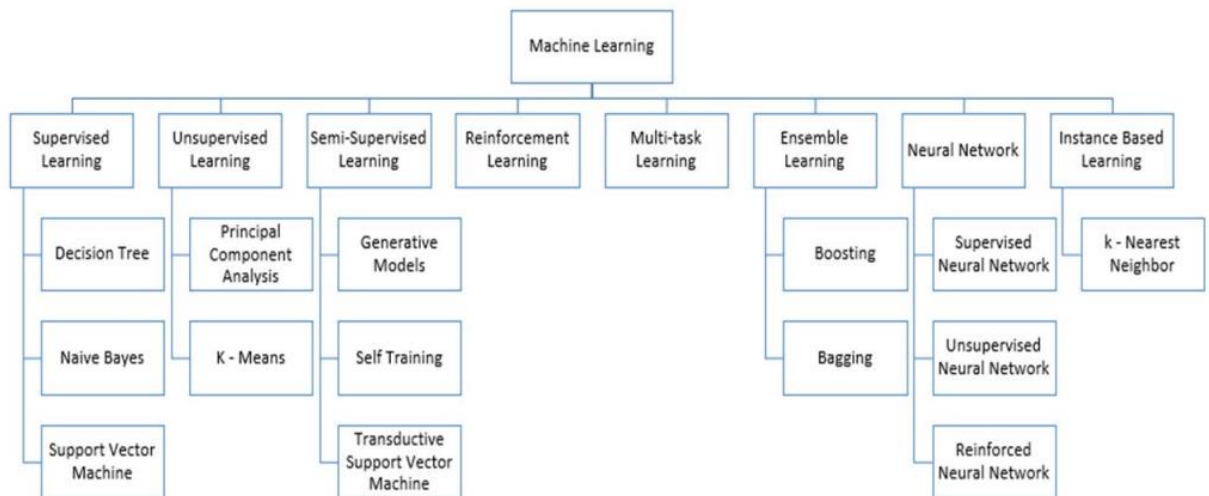 Machine Learning
Supervised
Learning
Unsupervised
Learning
Semi-Supervised
Learning
Reinforcement
Learning
Multi-task
Learning
Ensemble
Learning
Neural Network
Instance Based
Learning
Decision Tree
Naive Bayes
Support Vector
Machine
Principal
Component
Analysis
K - Means
Generative
Models
Self Training
Transductive
Support Vector
Machine
Boosting
Bagging
Supervised
Neural Network
Unsupervised
Neural Network
Reinforced
Neural Network
k - Nearest
Neighbor